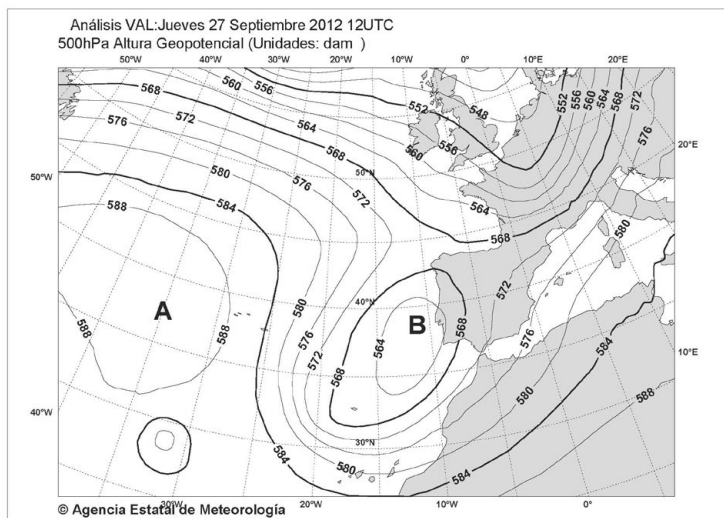 Análisis VAL:Jueves 27 Septiembre 2012 12UTC
500hPa Altura Geopotencial (Unidades: dam )
50°W 40°W 30°W 20°W 10°W 0° 10°E 20°E
568 560 556 552 548 552 556 560 564 568 572 576
572 564 556 560
576 568
20°E
50°W 580 576 572 50°N 564
588 584 568 580
580 40°N 572
A B
588 588 576 564 568 576 584
572 568 10°E
40°W 580 588
584 580 30°N 584
30°W 20°W 10°W 0°
© Agencia Estatal de Meteorología